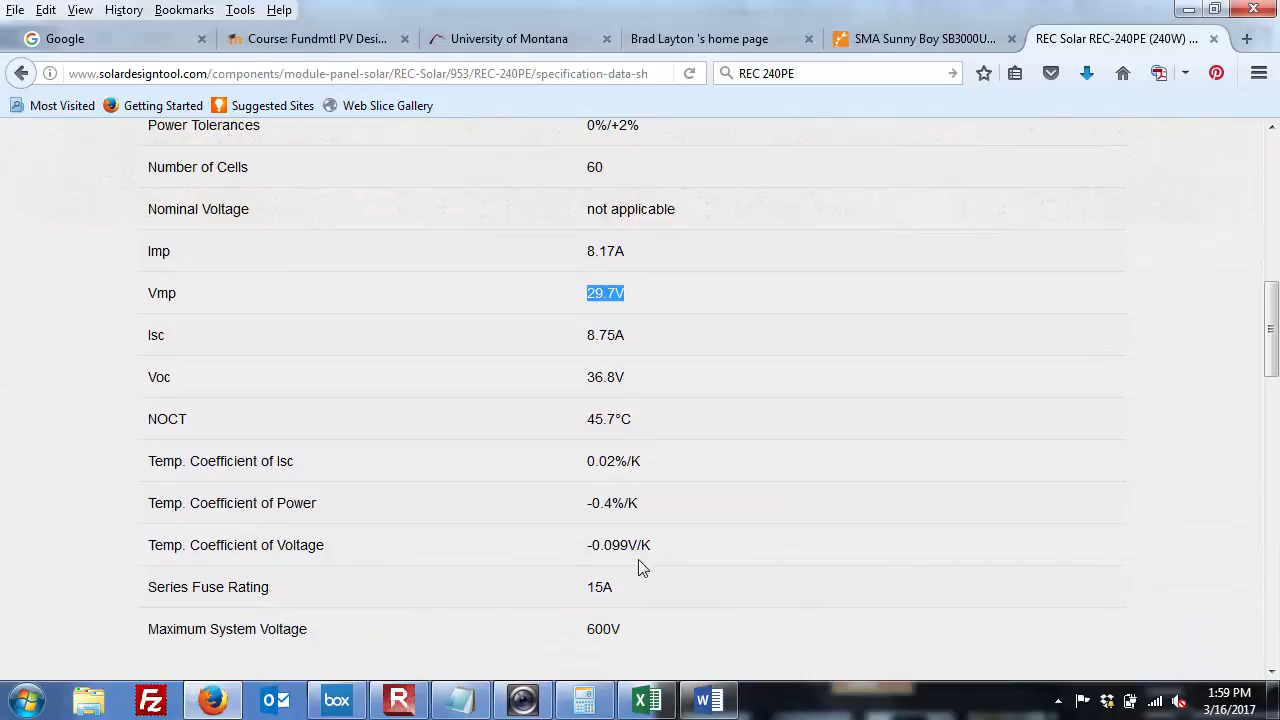 File Edit View History Bookmarks Tools Help
Google
Course: Fundmtl PV Desi...
University of Montana
Brad Layton 's home page
SMA Sunny Boy SB3000U...
REC Solar REC-240PE (240W) ...
www.solardesigntool.com/components/module-panel-solar/REC-Solar/953/REC-240PE/specification-data-sh
REC 240PE
Most Visited Getting Started Suggested Sites Web Slice Gallery
Power Tolerances 0%/+2%
Number of Cells 60
Nominal Voltage not applicable
Imp 8.17A
Vmp 29.7V
Isc 8.75A
Voc 36.8V
NOCT 45.7°C
Temp. Coefficient of Isc 0.02%/K
Temp. Coefficient of Power -0.4%/K
Temp. Coefficient of Voltage -0.099V/K
Series Fuse Rating 15A
Maximum System Voltage 600V
box
1:59 PM
3/16/2017